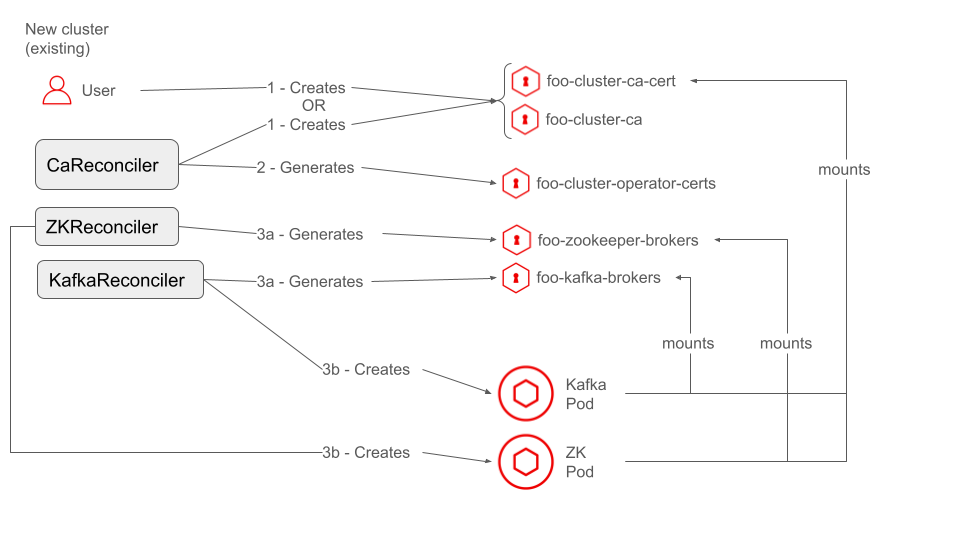 New cluster
(existing)
User
1 - Creates
OR
1 - Creates
foo-cluster-ca-cert
foo-cluster-ca
CaReconciler
2 - Generates
foo-cluster-operator-certs
mounts
ZKReconciler
3a - Generates
foo-zookeeper-brokers
KafkaReconciler
3a - Generates
foo-kafka-brokers
mounts
mounts
3b - Creates
Kafka
Pod
3b - Creates
ZK
Pod